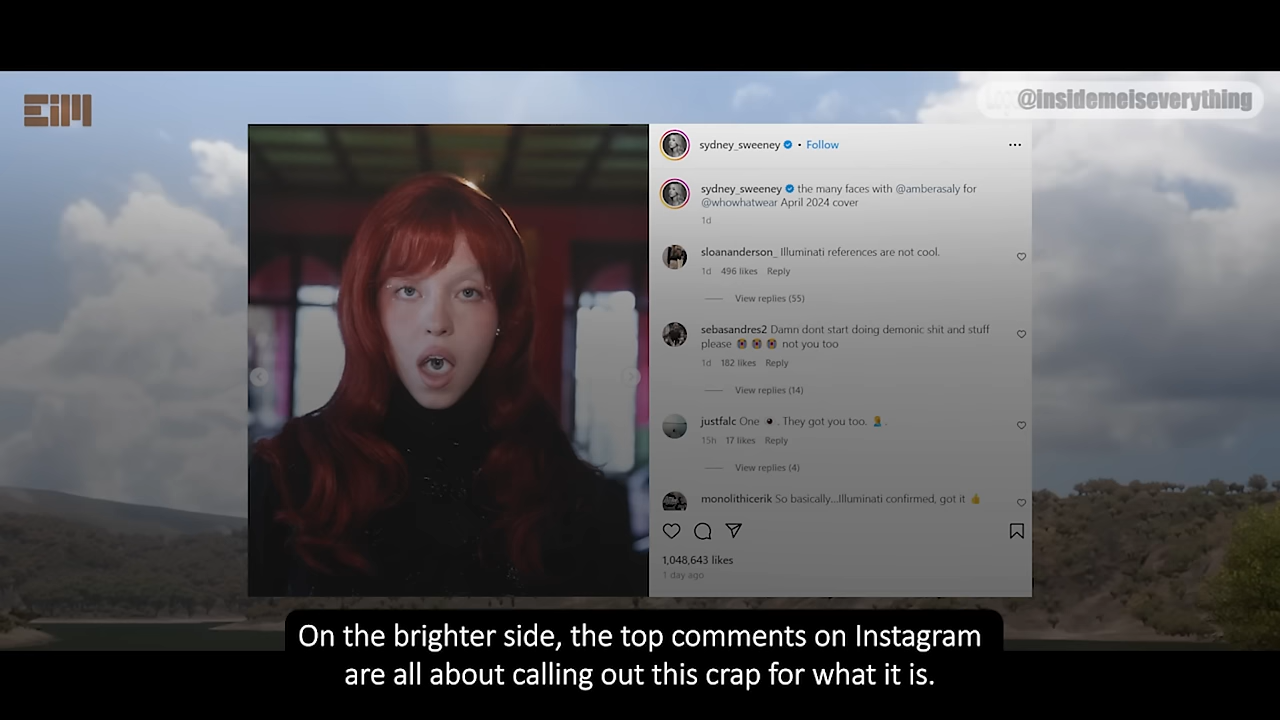 EiM
@insidemeiseverything
sydney_sweeney • Follow
sydney_sweeney the many faces with @amberasaly for
@whowhatwear April 2024 cover
1d
sloananderson_ Illuminati references are not cool.
1d 496 likes Reply
View replies (55)
sebasandres2 Damn dont start doing demonic shit and stuff
please 🧿 🧿 🧿 not you too
1d 182 likes Reply
View replies (14)
justfalc One 👁 . They got you too. 🤦 .
15h 17 likes Reply
View replies (4)
monolithicerik So basically...Illuminati confirmed, got it 👍
1,048,643 likes
1 day ago
On the brighter side, the top comments on Instagram
are all about calling out this crap for what it is.